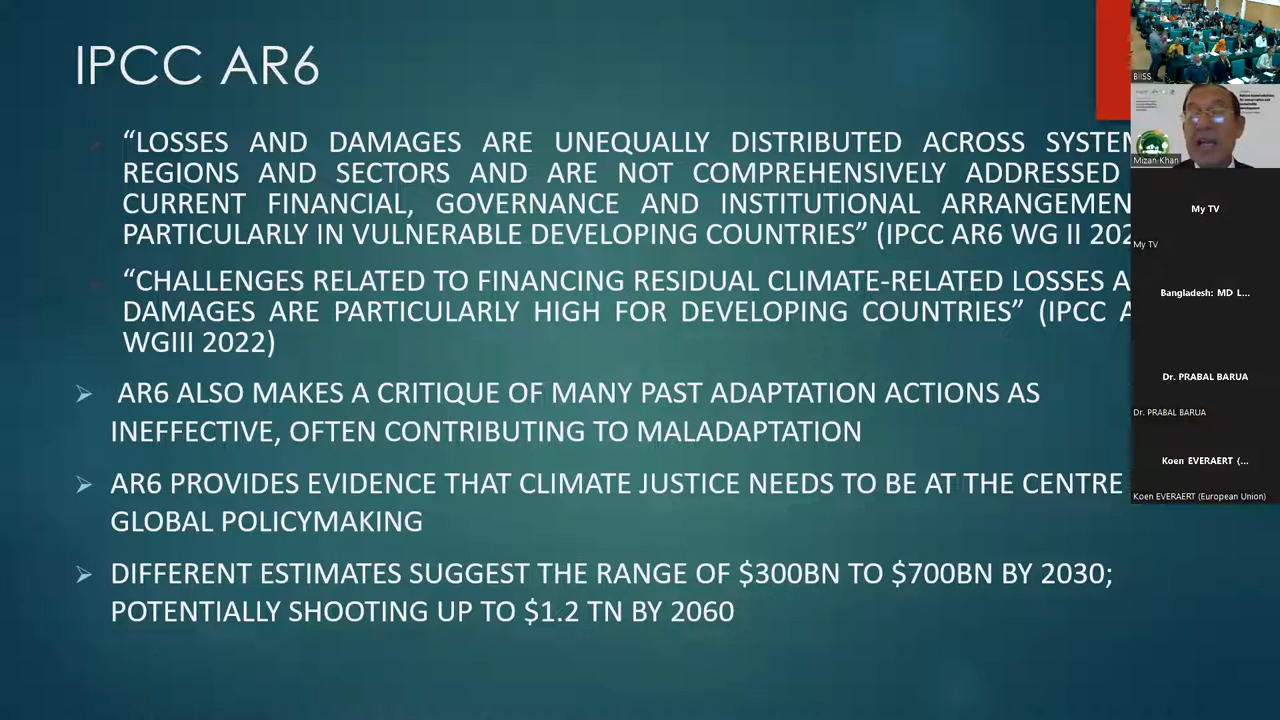 IPCC AR6
“LOSSES AND DAMAGES ARE UNEQUALLY DISTRIBUTED ACROSS SYSTEM
REGIONS AND SECTORS AND ARE NOT COMPREHENSIVELY ADDRESSED
CURRENT FINANCIAL, GOVERNANCE AND INSTITUTIONAL ARRANGEMEN
PARTICULARLY IN VULNERABLE DEVELOPING COUNTRIES” (IPCC AR6 WG II 202
“CHALLENGES RELATED TO FINANCING RESIDUAL CLIMATE-RELATED LOSSES A
DAMAGES ARE PARTICULARLY HIGH FOR DEVELOPING COUNTRIES” (IPCC A
WGIII 2022)
AR6 ALSO MAKES A CRITIQUE OF MANY PAST ADAPTATION ACTIONS AS
INEFFECTIVE, OFTEN CONTRIBUTING TO MALADAPTATION
AR6 PROVIDES EVIDENCE THAT CLIMATE JUSTICE NEEDS TO BE AT THE CENTRE
GLOBAL POLICYMAKING
DIFFERENT ESTIMATES SUGGEST THE RANGE OF $300BN TO $700BN BY 2030;
POTENTIALLY SHOOTING UP TO $1.2 TN BY 2060
BIISS
Mizan Khan
My TV
My TV
Bangladesh: MD L...
Dr. PRABAL BARUA
Dr. PRABAL BARUA
Koen EVERAERT (...
Koen EVERAERT (European Union)